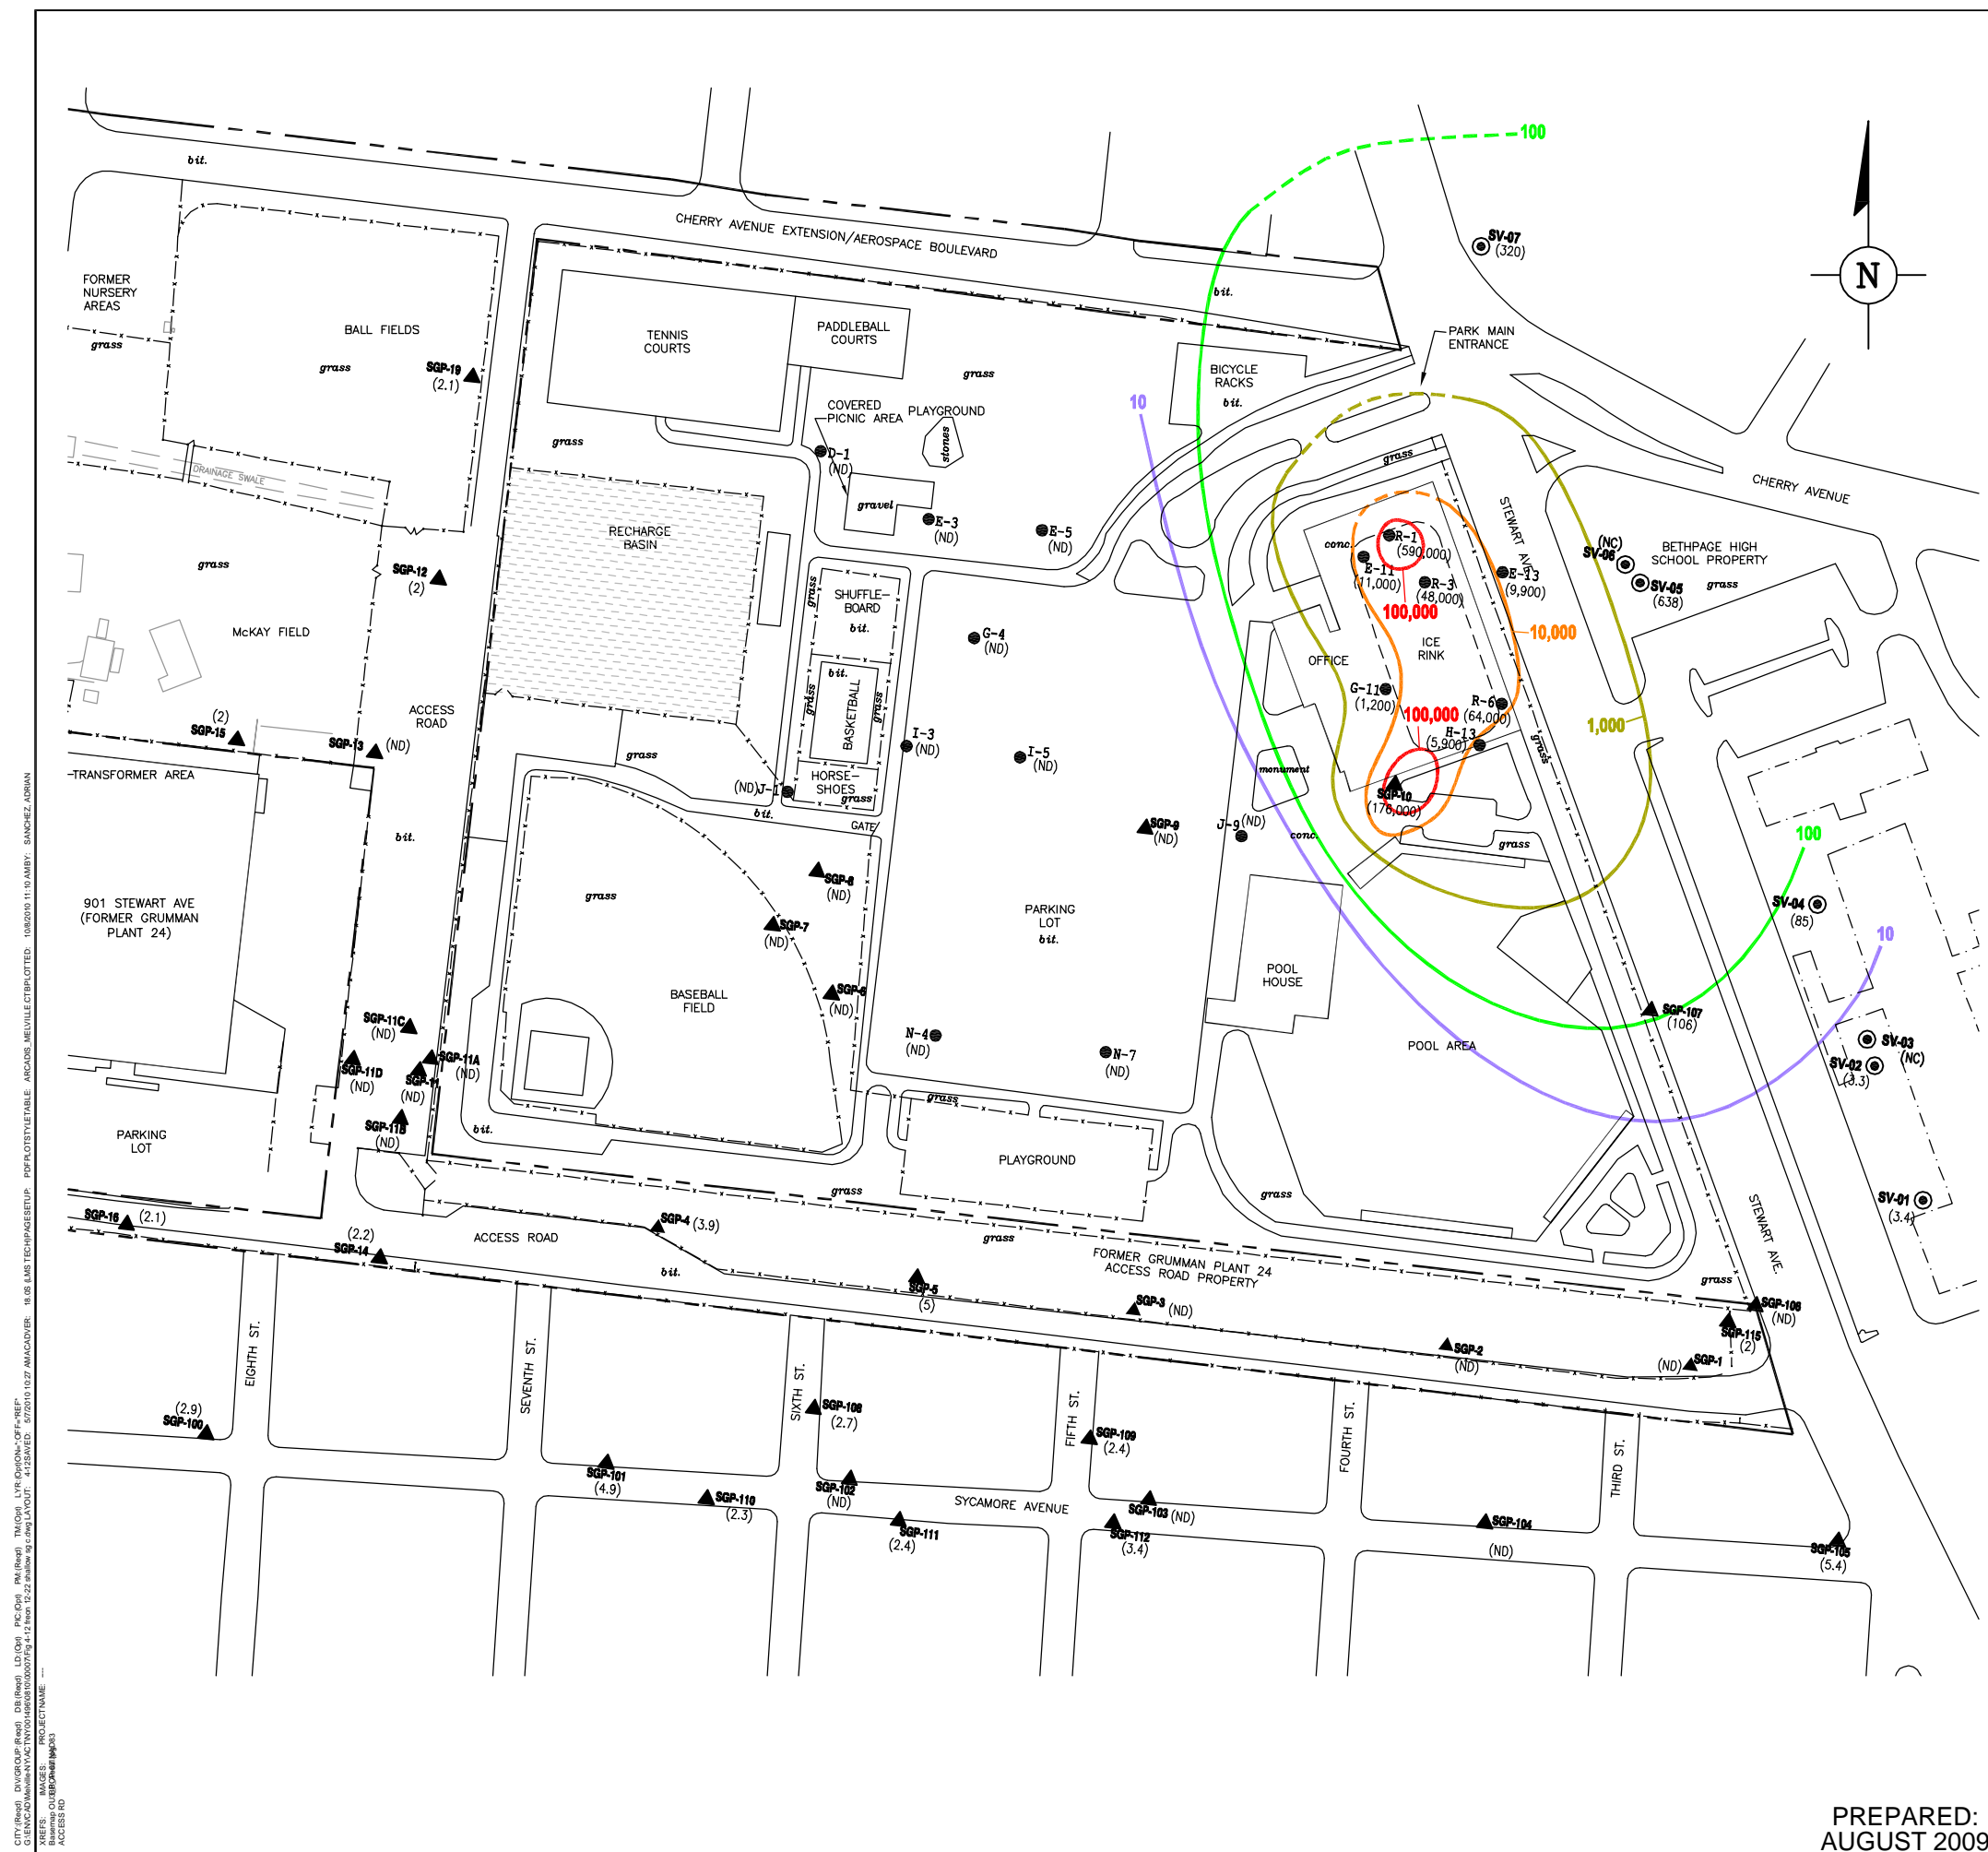 100
bit.
CHERRY AVENUE EXTENSION/AEROSPACE BOULEVARD
SV-07
(320)
N
FORMER
NURSERY
AREAS
grass
BALL FIELDS
grass
SGP-19
(2.1)
TENNIS
COURTS
PADDLEBALL
COURTS
grass
bit.
PARK MAIN
ENTRANCE
BICYCLE
RACKS
bit.
10
COVERED
PICNIC AREA
PLAYGROUND
stones
grass
D-1
(ND)
gravel
DRAINAGE SWALE
grass
STEWART AVE.
CHERRY AVENUE
RECHARGE
BASIN
E-3
(ND)
E-5
(ND)
conc.
R-1
(590,000)
E-11
(11,000)
R-3
(48,000)
E-13
(9,900)
100,000
10,000
(NC)
SV-06
SV-05
(638)
BETHPAGE HIGH
SCHOOL PROPERTY
grass
grass
SGP-12
(2)
McKAY FIELD
grass
SHUFFLE-
BOARD
bit.
G-4
(ND)
OFFICE
ICE
RINK
bit.
grass
BASKETBALL
grass
G-11
(1,200)
R-6
(64,000)
100,000
H-13
(5,900)
1,000
grass
ACCESS
ROAD
(2)
SGP-15
SGP-13
(ND)
TRANSFORMER AREA
grass
I-3
(ND)
I-5
(ND)
HORSE-
SHOES
grass
(ND)
J-1
bit.
GATE
monument
SGP-10
(176,000)
bit.
SGP-9
(ND)
J-9
(ND)
conc.
grass
100
SGP-8
(ND)
grass
901 STEWART AVE
(FORMER GRUMMAN
PLANT 24)
SGP-7
(ND)
PARKING
LOT
bit.
SV-04
(85)
10
BASEBALL
FIELD
SGP-6
(ND)
POOL
HOUSE
SGP-107
(106)
SGP-11C
(ND)
N-4
(ND)
N-7
(ND)
POOL AREA
SV-03
(NC)
SV-02
(3.3)
SGP-11A
(ND)
SGP-11D
(ND)
SGP-11
(ND)
SGP-11B
(ND)
bit.
grass
PARKING
LOT
PLAYGROUND
grass
grass
SV-01
(3.4)
SGP-16
(2.1)
(2.2)
SGP-14
ACCESS ROAD
SGP-4
(3.9)
grass
STEWART AVE.
bit.
FORMER GRUMMAN PLANT 24
ACCESS ROAD PROPERTY
grass
SGP-5
(5)
SGP-3
(ND)
SGP-106
(ND)
SGP-115
(2)
SGP-2
(ND)
(ND)
SGP-1
EIGHTH ST.
SEVENTH ST.
SIXTH ST.
FIFTH ST.
FOURTH ST.
THIRD ST.
(2.9)
SGP-100
SGP-108
(2.7)
SGP-109
(2.4)
SGP-101
(4.9)
SGP-110
(2.3)
SGP-102
(ND)
SYCAMORE AVENUE
SGP-103
(ND)
SGP-111
(2.4)
SGP-112
(3.4)
SGP-104
(ND)
SGP-105
(5.4)
PREPARED:
AUGUST 2009
ACCESS RD